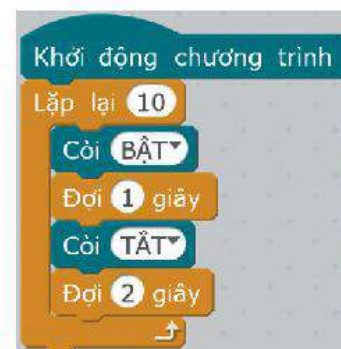 Khởi động chương trình
Lặp lại 10
Còi BẬT
Đợi 1 giây
Còi TẮT
Đợi 2 giây